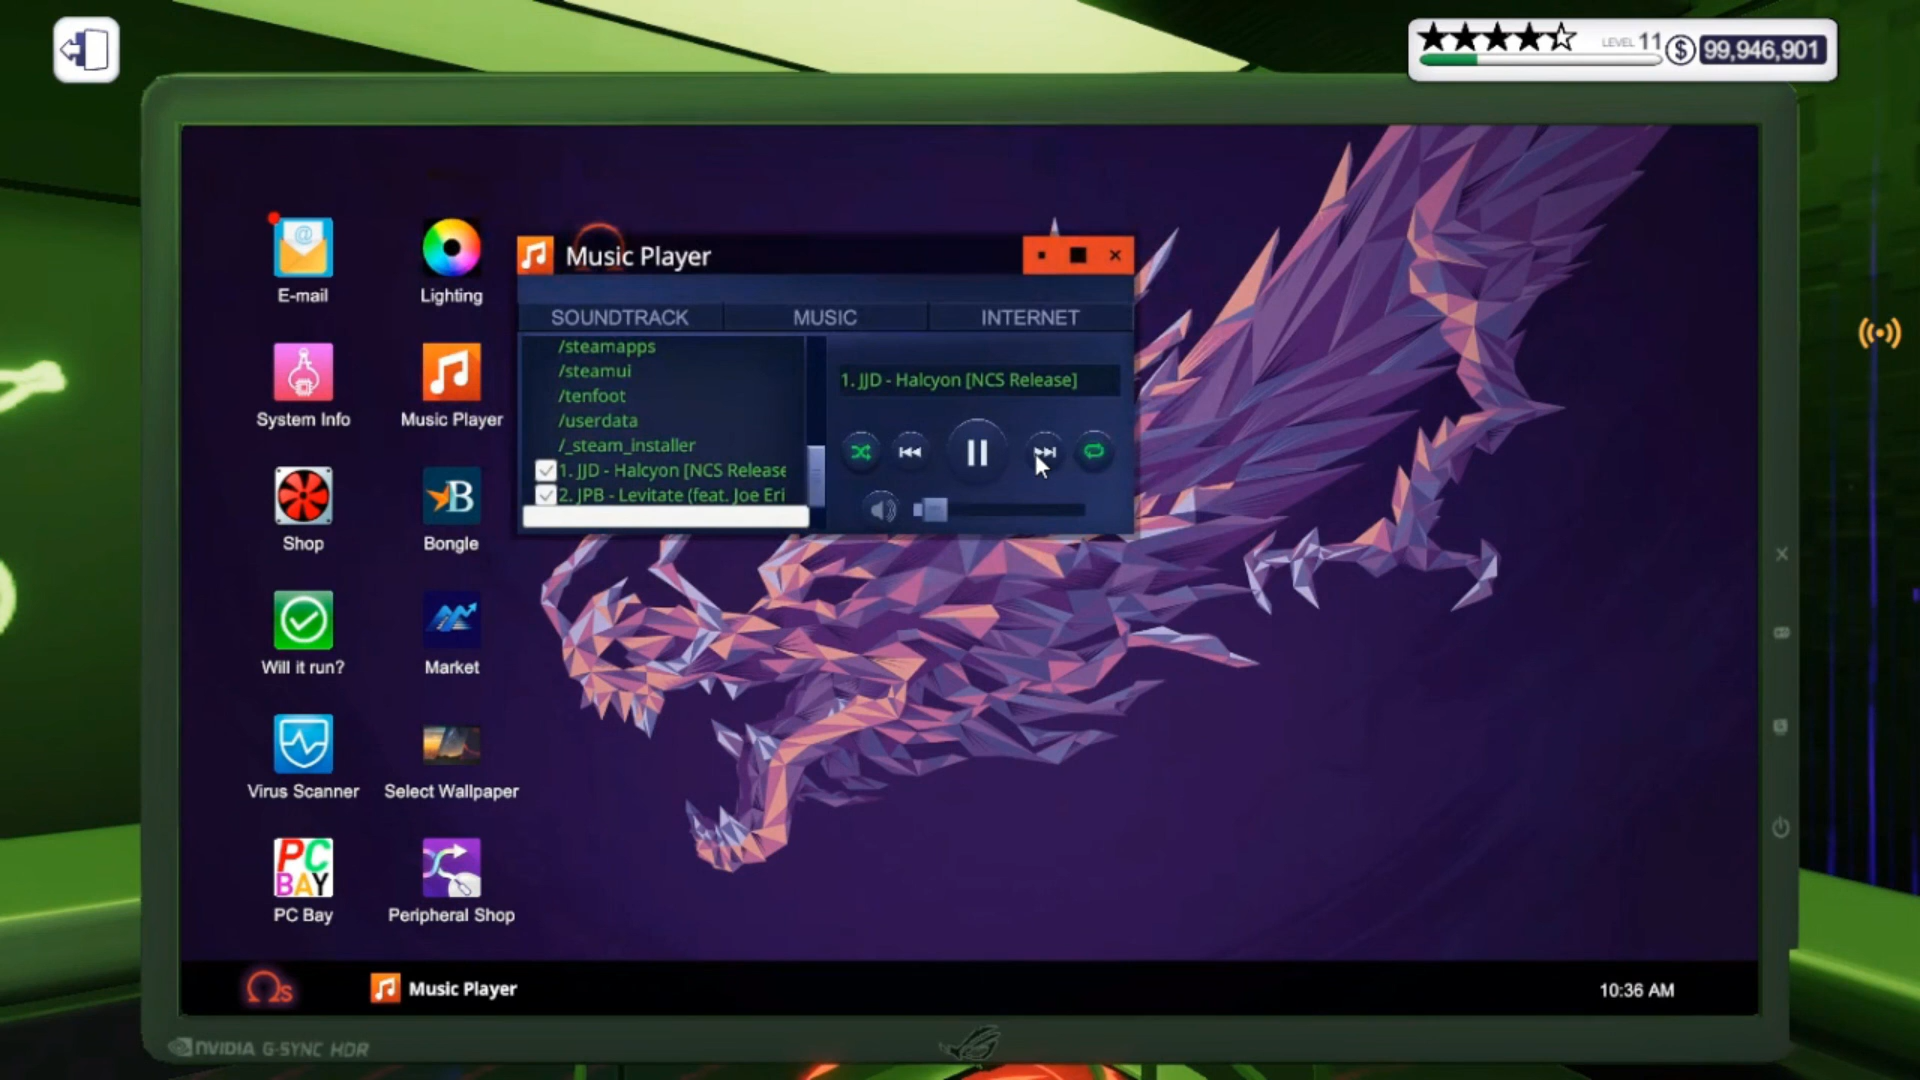 LEVEL 11
$ 99,946,901
E-mail
Lighting
System Info
Music Player
Shop
B
Bongle
Will it run?
Market
Virus Scanner
Select Wallpaper
PC
BAY
PC Bay
Peripheral Shop
Music Player
SOUNDTRACK MUSIC INTERNET
/steamapps
/steamui
/tenfoot
/userdata
/_steam_installer
1. JJD - Halcyon [NCS Release
2. JPB - Levitate (feat. Joe Eri
1. JJD - Halcyon [NCS Release]
Ωs
Music Player
10:36 AM
NVIDIA G-SYNC HDR